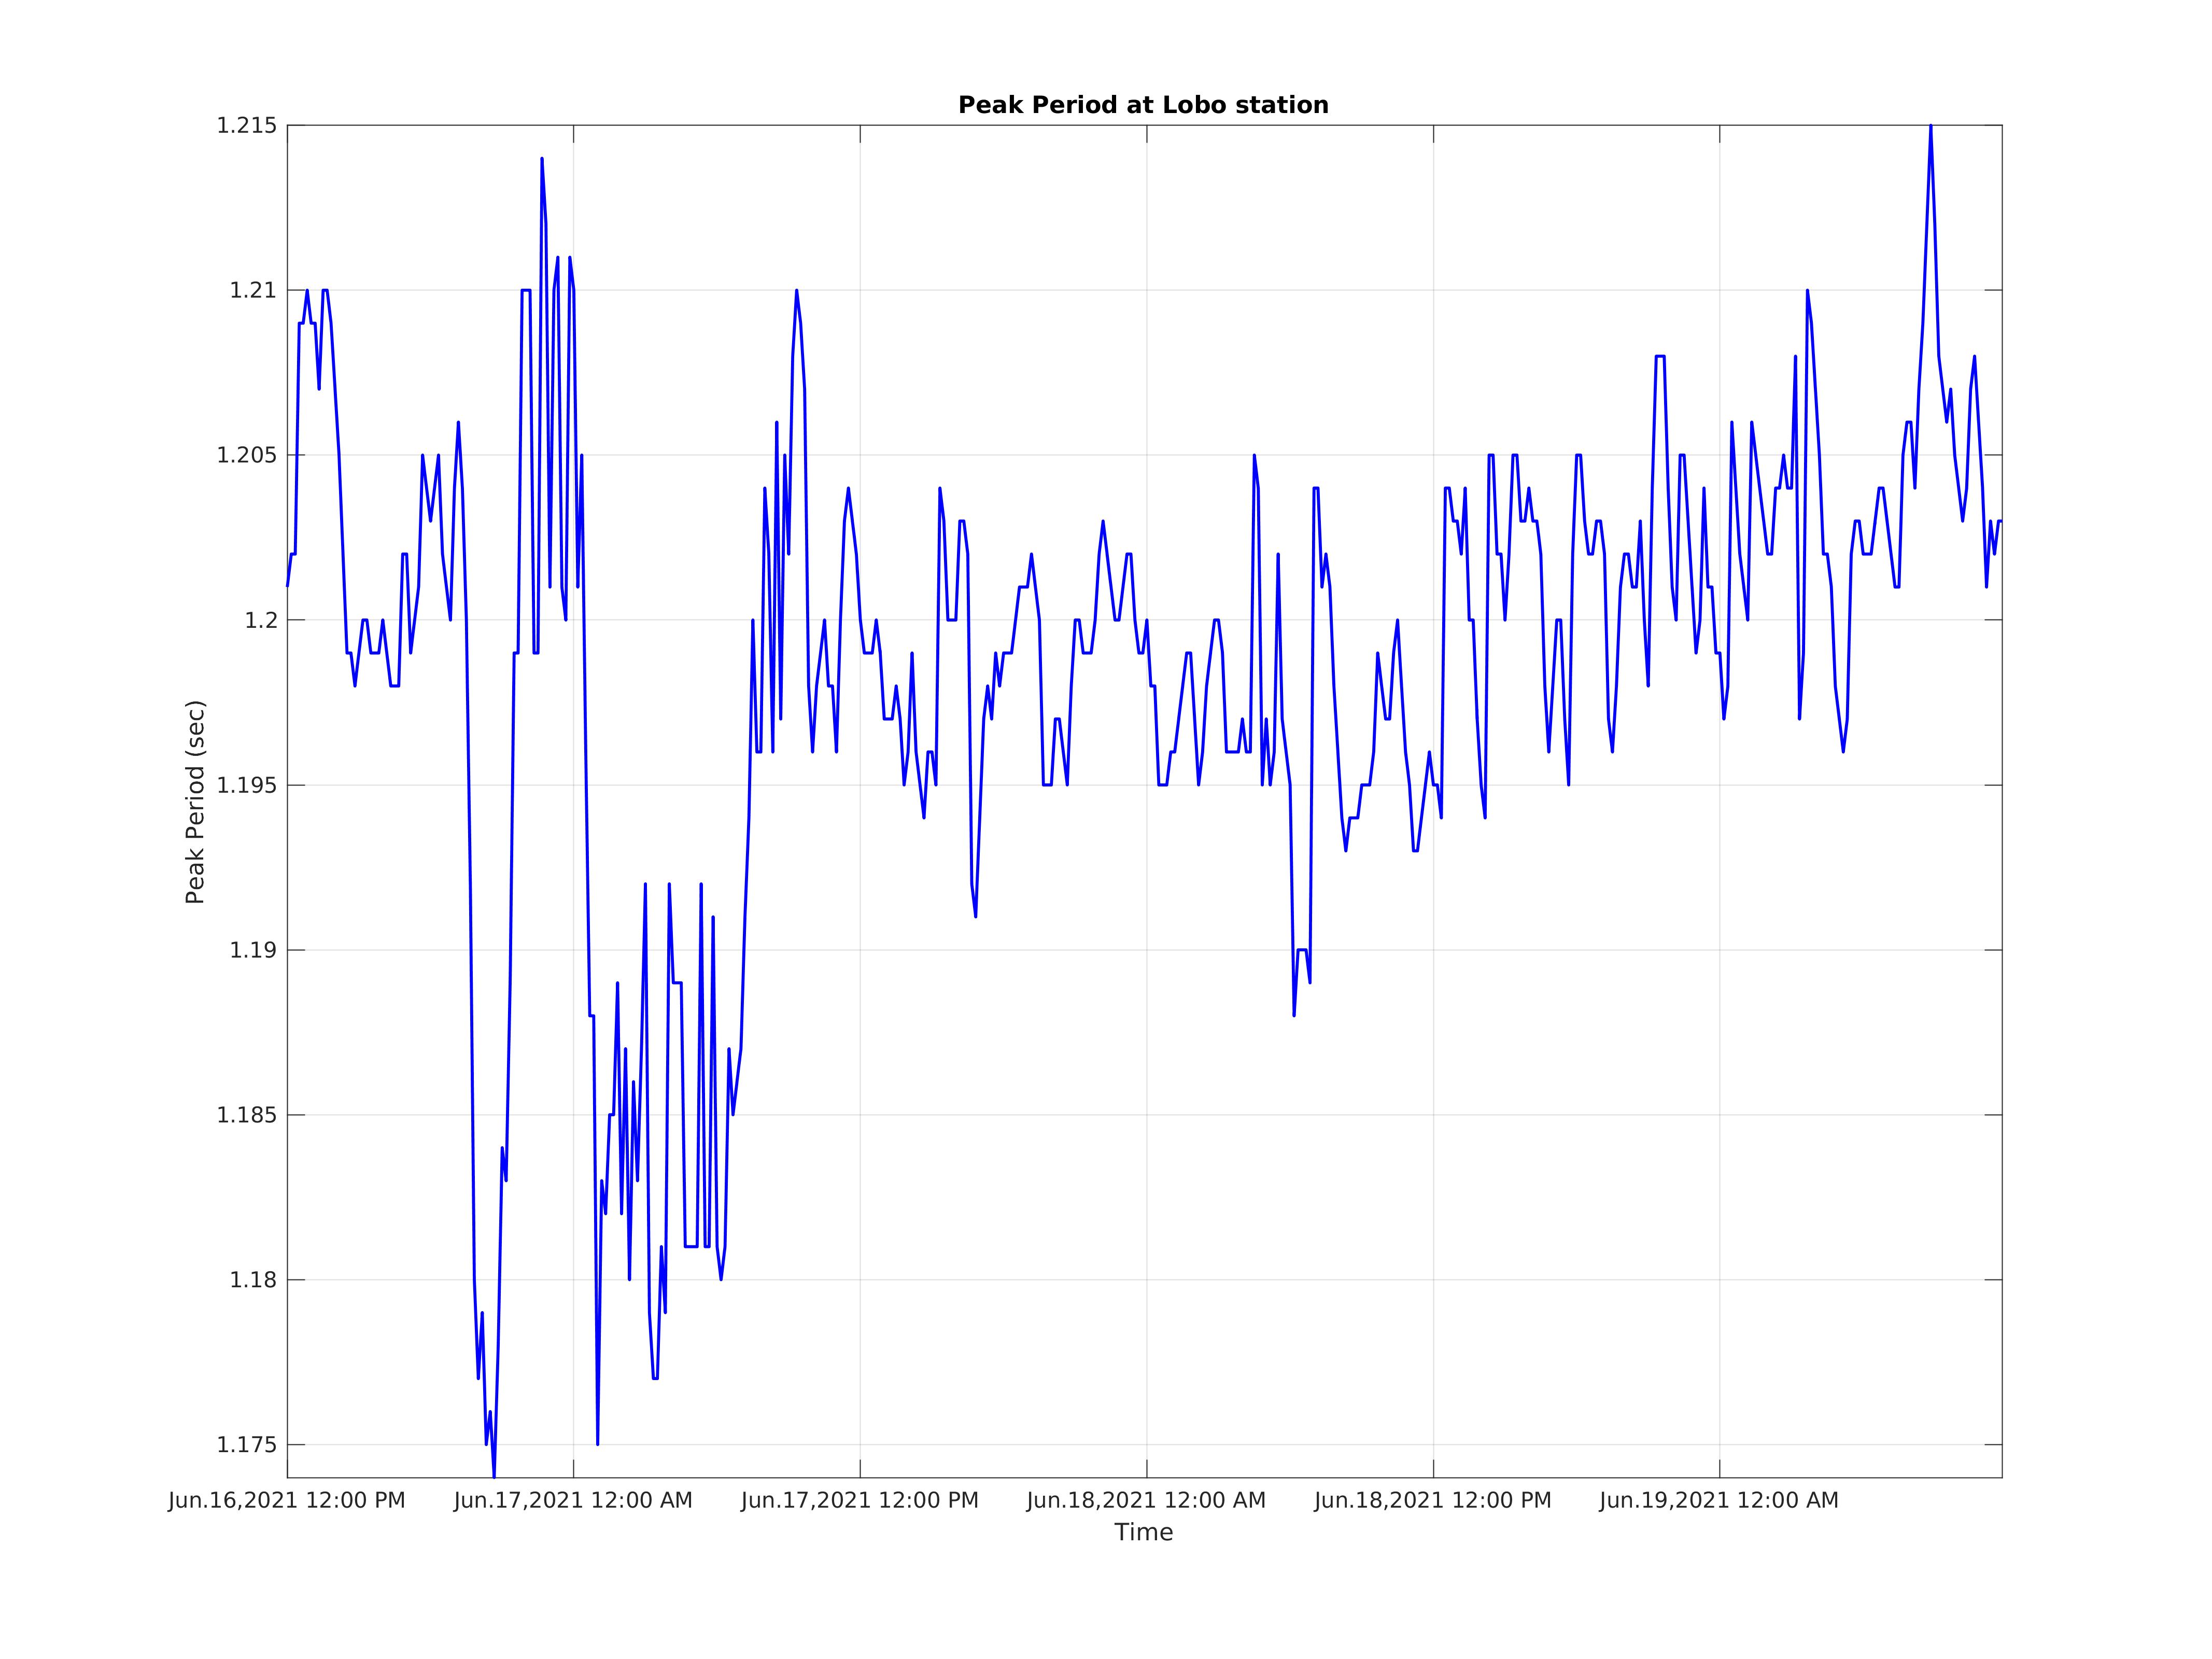 Peak Period at Lobo station
1.215
1.21
1.205
1.2
1.195
1.19
1.185
1.18
1.175
Peak Period (sec)
Jun.16,2021 12:00 PM
Jun.17,2021 12:00 AM
Jun.17,2021 12:00 PM
Jun.18,2021 12:00 AM
Jun.18,2021 12:00 PM
Jun.19,2021 12:00 AM
Time